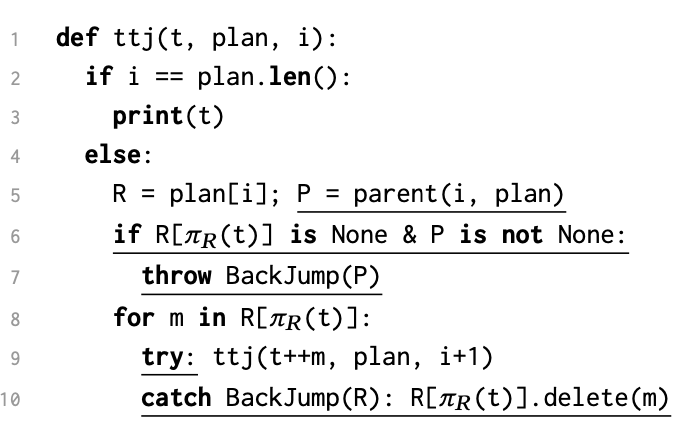 1 def ttj(t, plan, i):
2 if i == plan.len():
3 print(t)
4 else:
5 R = plan[i]; P = parent(i, plan)
6 if R[π_R(t)] is None & P is not None:
7 throw BackJump(P)
8 for m in R[π_R(t)]:
9 try: ttj(t++m, plan, i+1)
10 catch BackJump(R): R[π_R(t)].delete(m)